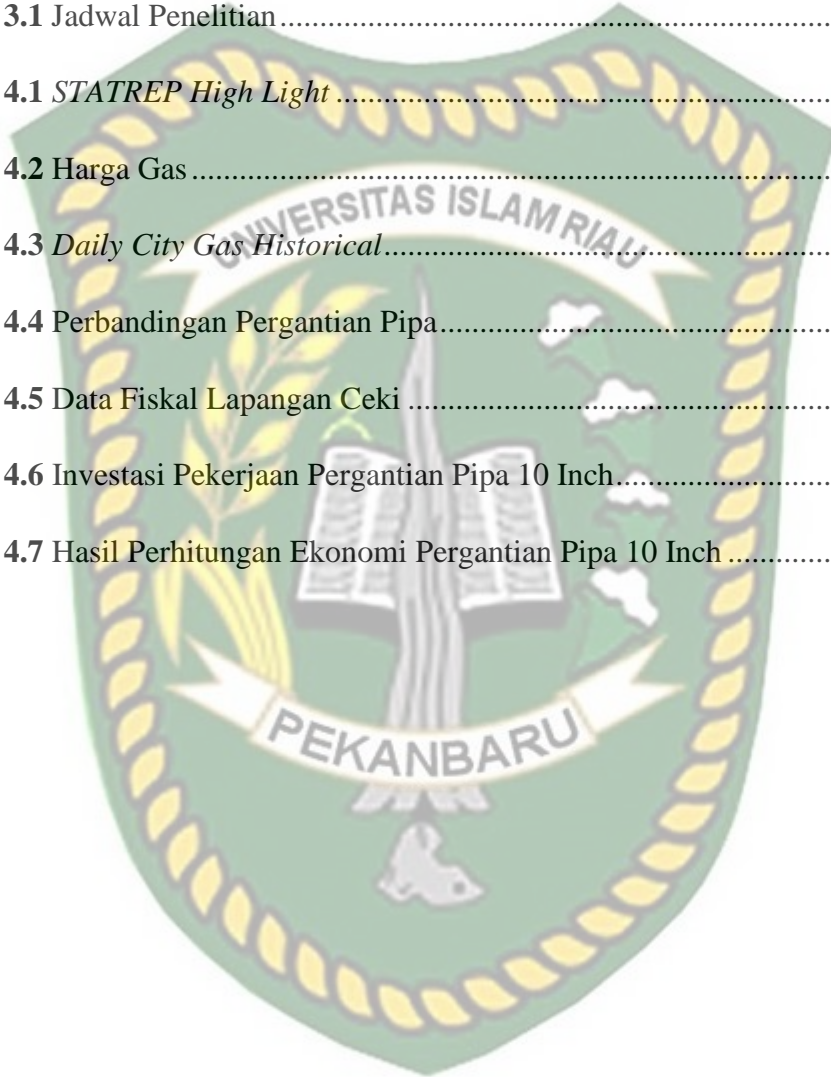 3.1 Jadwal Penelitian........................................................................
4.1 STATREP High Light................................................................
4.2 Harga Gas.....................................................................................
UNIVERSITAS ISLAM RIAU
4.3 Daily City Gas Historical..........................................................
4.4 Perbandingan Pergantian Pipa..................................................
4.5 Data Fiskal Lapangan Ceki.......................................................
4.6 Investasi Pekerjaan Pergantian Pipa 10 Inch............................
4.7 Hasil Perhitungan Ekonomi Pergantian Pipa 10 Inch.............
PEKANBARU